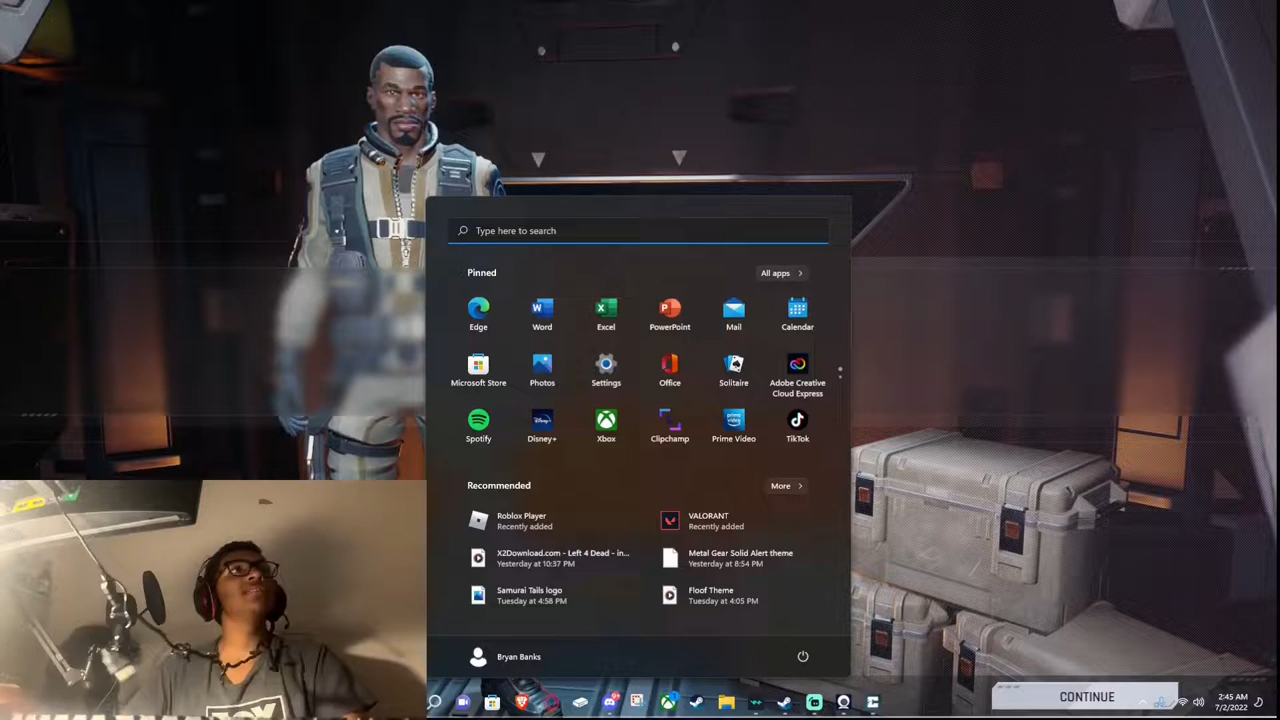 Type here to search
Pinned
All apps
Edge
Word
Excel
PowerPoint
Mail
Calendar
Microsoft Store
Photos
Settings
Office
Solitaire
Adobe Creative
Cloud Express
Spotify
Disney+
Xbox
Clipchamp
Prime Video
TikTok
Recommended
More
Roblox Player
Recently added
VALORANT
Recently added
X2Download.com - Left 4 Dead - in...
Yesterday at 10:37 PM
Metal Gear Solid Alert theme
Yesterday at 8:54 PM
Samurai Tails logo
Tuesday at 4:58 PM
Floof Theme
Tuesday at 4:05 PM
Bryan Banks
CONTINUE
2:45 AM
7/2/2022